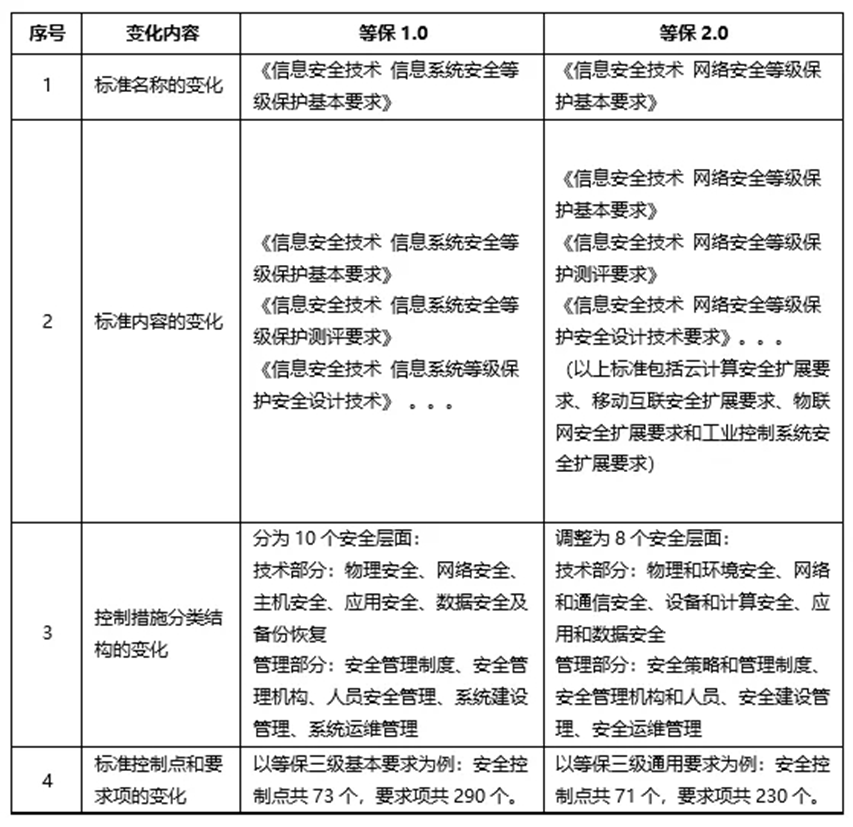 序号 变化内容 等保 1.0 等保 2.0
1
标准名称的变化
《信息安全技术 信息系统安全等
级保护基本要求》
《信息安全技术 网络安全等级保
护基本要求》
2
标准内容的变化
《信息安全技术 信息系统安全等
级保护基本要求》
《信息安全技术 信息系统安全等
级保护测评要求》
《信息安全技术 信息系统等级保
护安全设计技术》。。。
《信息安全技术 网络安全等级保
护基本要求》
《信息安全技术 网络安全等级保
护测评要求》
《信息安全技术 网络安全等级保
护安全设计技术要求》。。。
（以上标准包括云计算安全扩展要
求、移动互联安全扩展要求、物联
网安全扩展要求和工业控制系统安
全扩展要求）
3
控制措施分类结
构的变化
分为 10 个安全层面：
技术部分：物理安全、网络安全、
主机安全、应用安全、数据安全及
备份恢复
管理部分：安全管理制度、安全管
理机构、人员安全管理、系统建设
管理、系统运维管理
调整为 8 个安全层面：
技术部分：物理和环境安全、网络
和通信安全、设备和计算安全、应
用和数据安全
管理部分：安全策略和管理制度、
安全管理机构和人员、安全建设管
理、安全运维管理
4
标准控制点和要
求项的变化
以等保三级基本要求为例：安全控
制点共 73 个，要求项共 290 个。
以等保三级通用要求为例：安全控
制点共 71 个，要求项共 230 个。